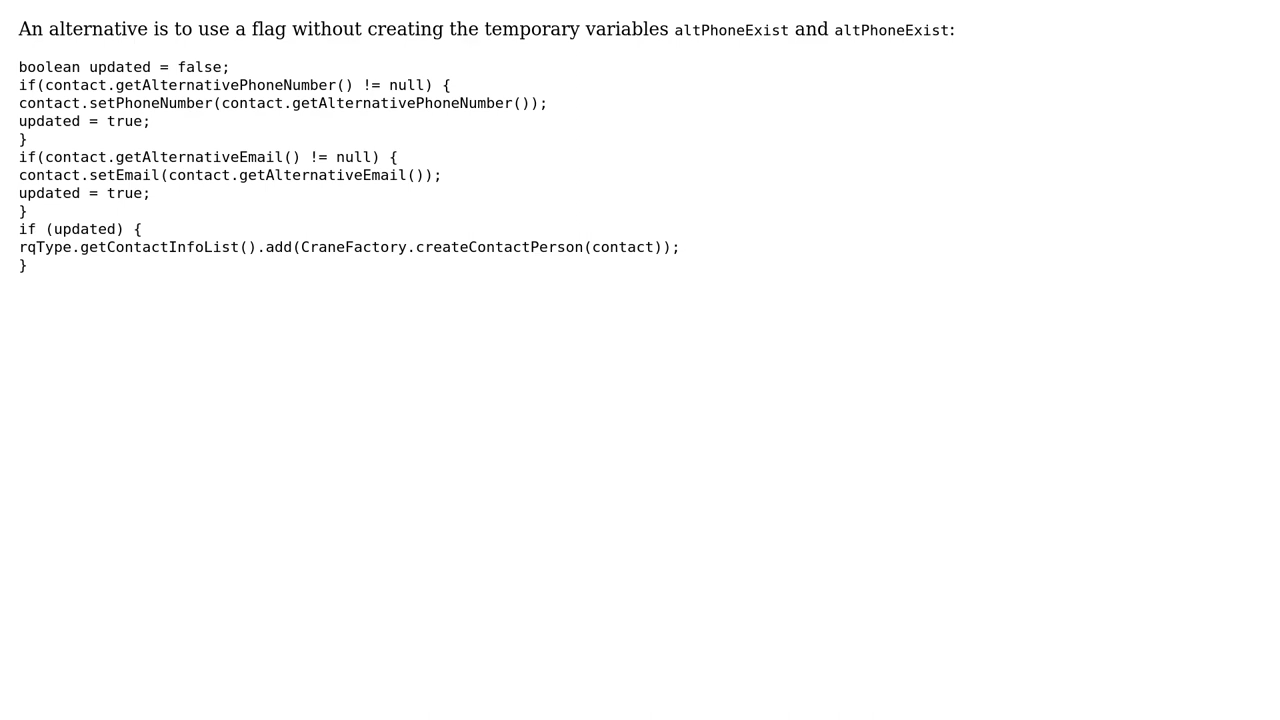 An alternative is to use a flag without creating the temporary variables altPhoneExist and altPhoneExist:
boolean updated = false;
if(contact.getAlternativePhoneNumber() != null) {
contact.setPhoneNumber(contact.getAlternativePhoneNumber());
updated = true;
}
if(contact.getAlternativeEmail() != null) {
contact.setEmail(contact.getAlternativeEmail());
updated = true;
}
if (updated) {
rqType.getContactInfoList().add(CraneFactory.createContactPerson(contact));
}